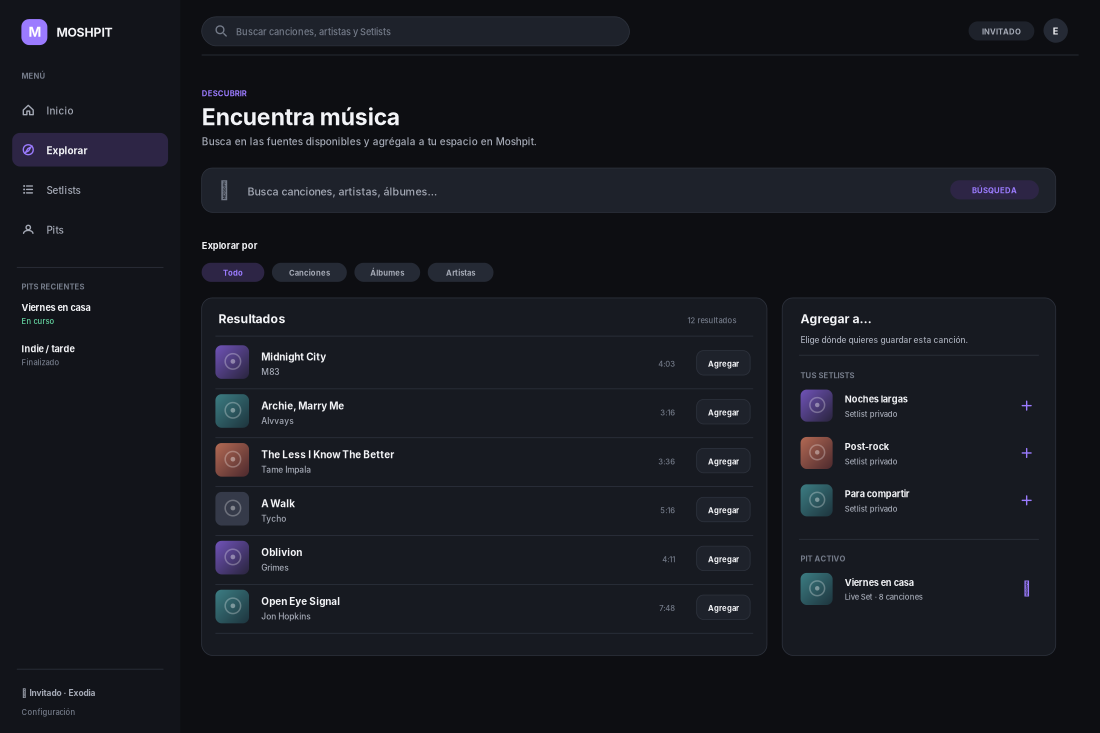 M MOSHPIT
MENÚ
Inicio
Explorar
Setlists
Pits
PITS RECIENTES
Viernes en casa
En curso
Indie / tarde
Finalizado
Invitado · Exodia
Configuración
Buscar canciones, artistas y Setlists
INVITADO
E
DESCUBRIR
Encuentra música
Busca en las fuentes disponibles y agrégala a tu espacio en Moshpit.
Busca canciones, artistas, álbumes...
BÚSQUEDA
Explorar por
Todo
Canciones
Álbumes
Artistas
Resultados
12 resultados
Midnight City
M83
4:03
Agregar
Archie, Marry Me
Alvvays
3:16
Agregar
The Less I Know The Better
Tame Impala
3:36
Agregar
A Walk
Tycho
5:16
Agregar
Oblivion
Grimes
4:11
Agregar
Open Eye Signal
Jon Hopkins
7:48
Agregar
Agregar a...
Elige dónde quieres guardar esta canción.
TUS SETLISTS
Noches largas
Setlist privado
+
Post-rock
Setlist privado
+
Para compartir
Setlist privado
+
PIT ACTIVO
Viernes en casa
Live Set · 8 canciones